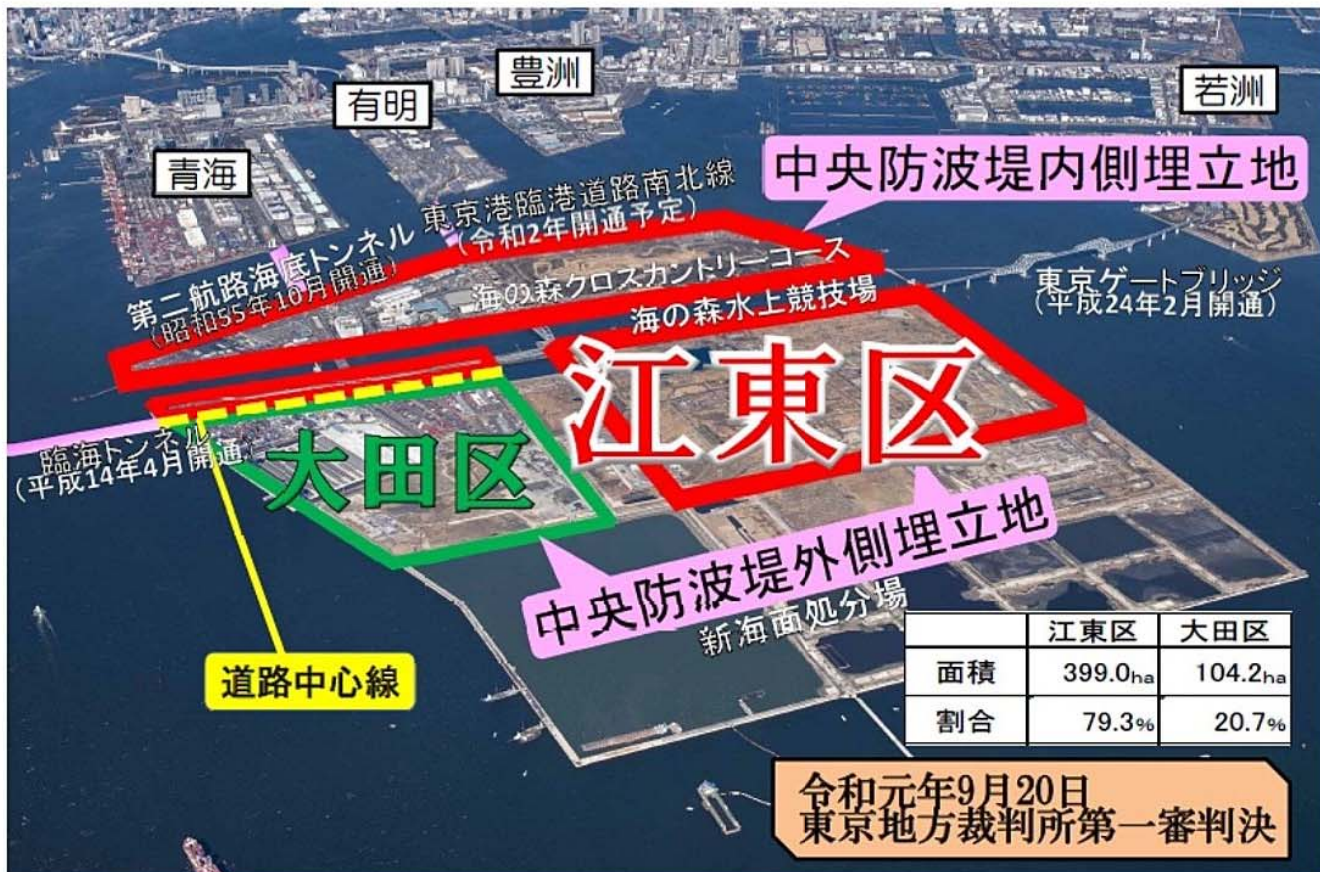 豊洲
有明
若洲
青海
中央防波堤内側埋立地
東京港臨港道路南北線
(令和2年開通予定)
第二航路海底トンネル
(昭和55年10月開通)
海の森クロスカントリーコース
海の森水上競技場
東京ゲートブリッジ
(平成24年2月開通)
江東区
大田区
臨海トンネル
(平成14年4月開通)
中央防波堤外側埋立地
新海面処分場
道路中心線
江東区 大田区
面積 399.0ha 104.2ha
割合 79.3% 20.7%
令和元年9月20日
東京地方裁判所第一審判決